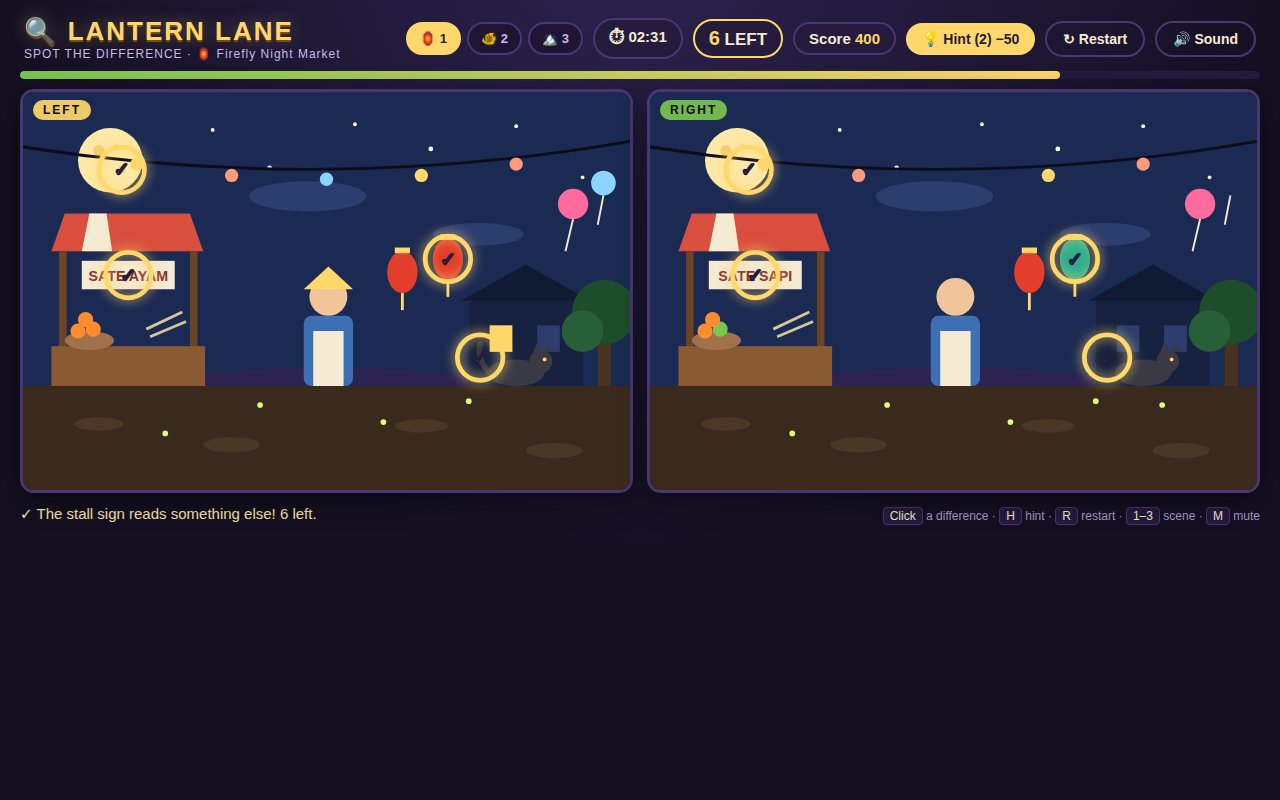 🔍 LANTERN LANE
SPOT THE DIFFERENCE · 🏮 Firefly Night Market
🏮 1
🐠 2
🏔️ 3
⏱ 02:31
6 LEFT
Score 400
💡 Hint (2) −50
↻ Restart
🔊 Sound
LEFT
SATE AYAM
RIGHT
SATE SAPI
✓ The stall sign reads something else! 6 left.
Click a difference · H hint · R restart · 1–3 scene · M mute